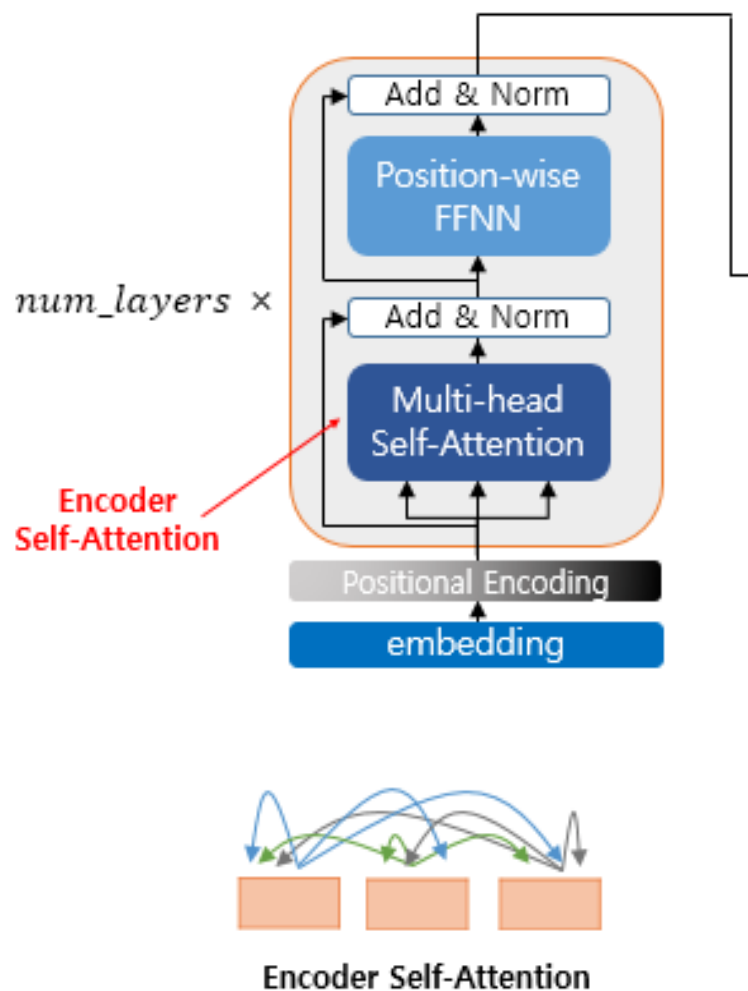 Add & Norm
Position-wise
FFNN
num_layers ×
Add & Norm
Multi-head
Self-Attention
Encoder
Self-Attention
Positional Encoding
embedding
Encoder Self-Attention